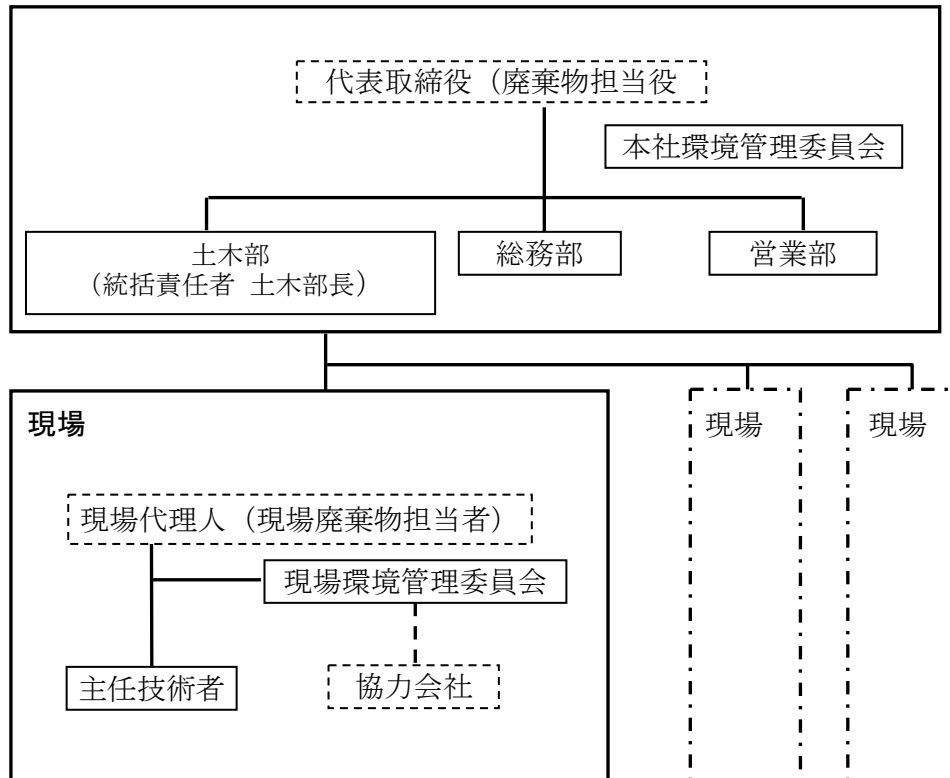 代表取締役（廃棄物担当役
本社環境管理委員会
土木部
（統括責任者 土木部長）
総務部
営業部
現場
現場
現場
現場代理人（現場廃棄物担当者）
現場環境管理委員会
主任技術者
協力会社